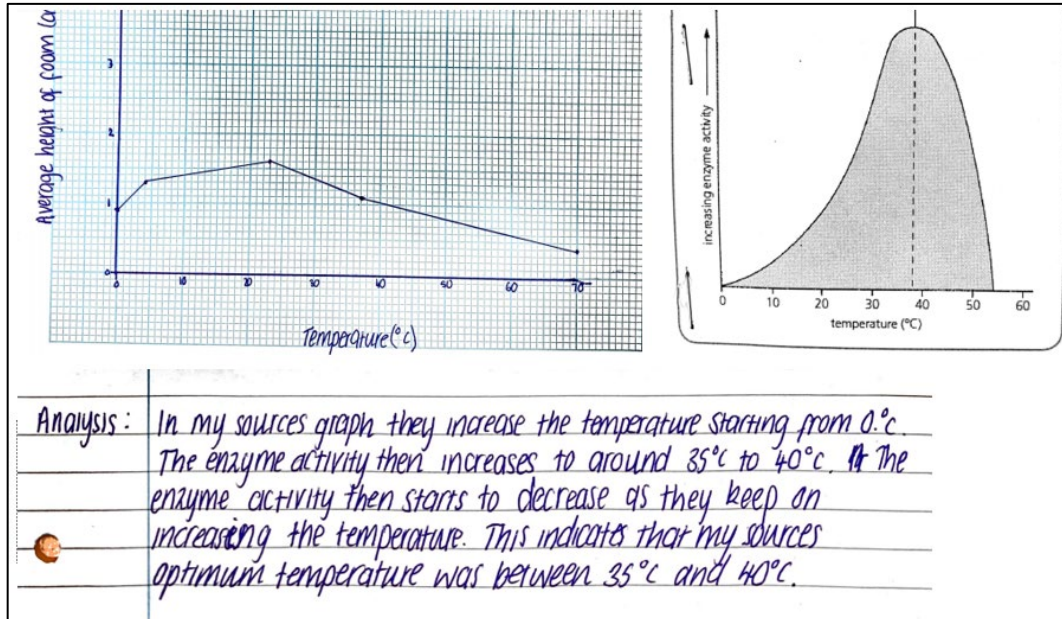 Average height of foam (
3
2
1
0
0
10
20
30
40
50
60
70
Temperature (°c)
increasing enzyme activity
0 10 20 30 40 50 60
temperature (ºC)
Analysis: In my sources graph they increase the temperature starting from 0.°c.
The enzyme activity then increases to around 35°c to 40°c. The
enzyme activity then starts to decrease as they keep on
increasing the temperature. This indicates that my sources
optimum temperature was between 35°c and 40°c.